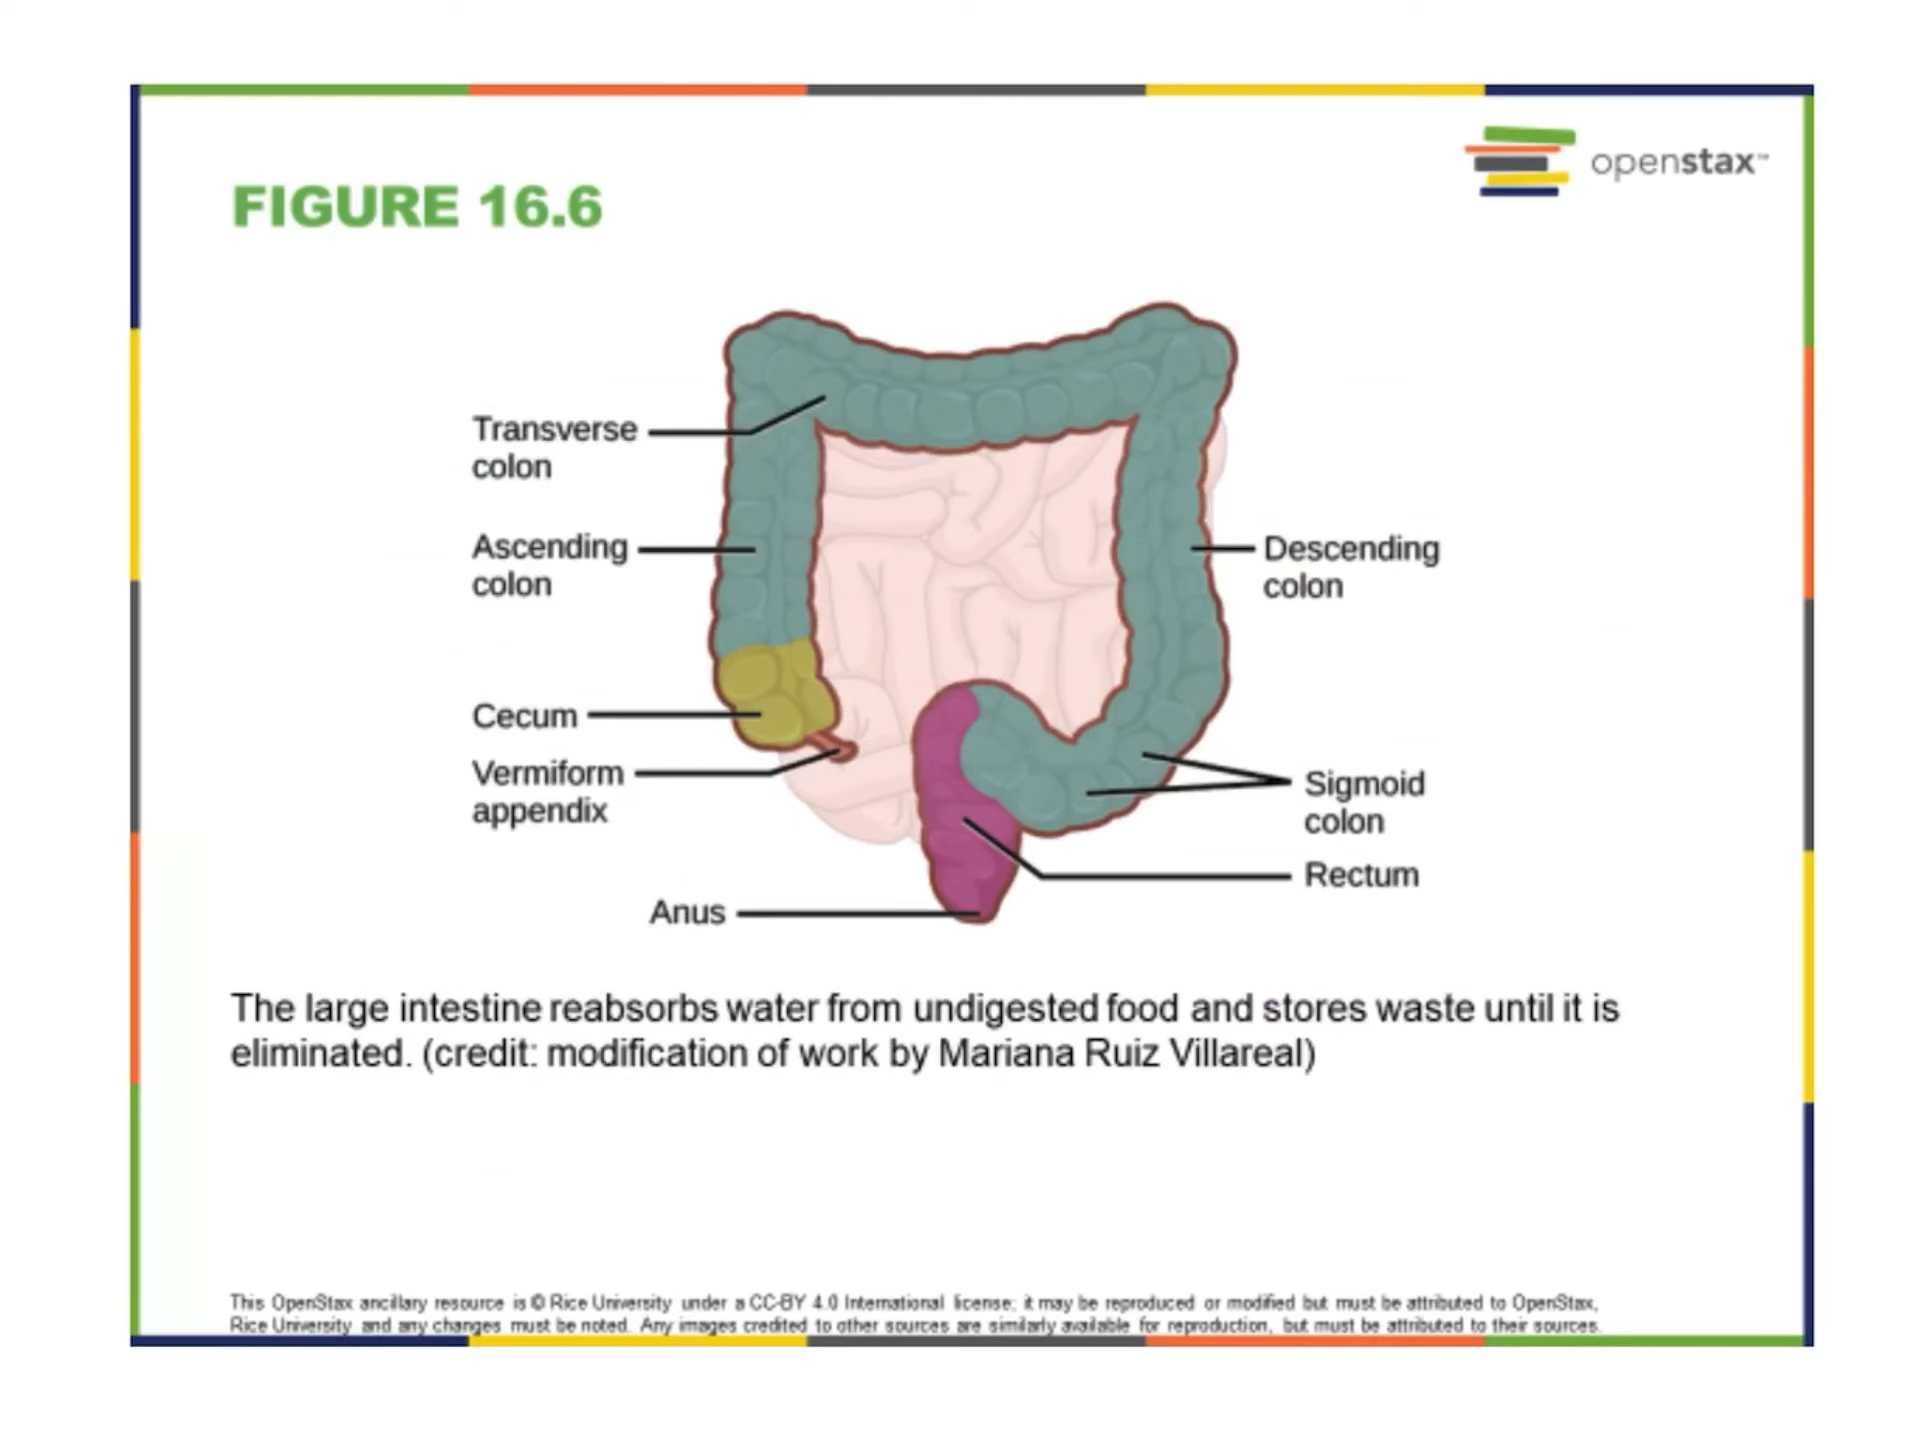 openstax™
FIGURE 16.6
Transverse
colon
Ascending
colon
Descending
colon
Cecum
Vermiform
appendix
Sigmoid
colon
Rectum
Anus
The large intestine reabsorbs water from undigested food and stores waste until it is
eliminated. (credit: modification of work by Mariana Ruiz Villareal)
This OpenStax ancillary resource is © Rice University under a CC-BY 4.0 International license; it may be reproduced or modified but must be attributed to OpenStax,
Rice University and any changes must be noted. Any images credited to other sources are similarly available for reproduction, but must be attributed to their sources.